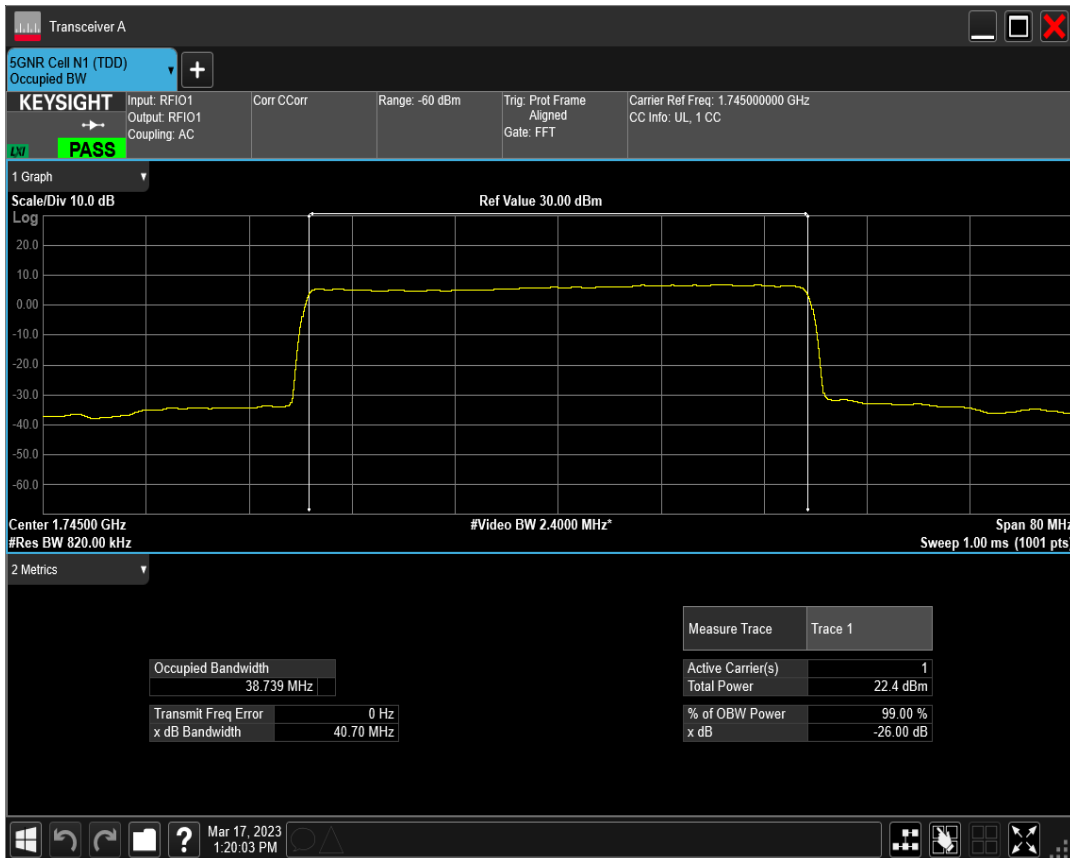 Transceiver A
5GNR Cell N1 (TDD)
Occupied BW
+
KEYSIGHT
LXI
PASS
Input: RFIO1
Output: RFIO1
Coupling: AC
Corr CCorr
Range: -60 dBm
Trig: Prot Frame
Aligned
Gate: FFT
Carrier Ref Freq: 1.745000000 GHz
CC Info: UL, 1 CC
1 Graph
Scale/Div 10.0 dB
Ref Value 30.00 dBm
Log
20.0
10.0
0.00
-10.0
-20.0
-30.0
-40.0
-50.0
-60.0
Center 1.74500 GHz
#Video BW 2.4000 MHz*
Span 80 MHz
#Res BW 820.00 kHz
Sweep 1.00 ms (1001 pts)
2 Metrics
Measure Trace Trace 1
Occupied Bandwidth
38.739 MHz
Transmit Freq Error 0 Hz
x dB Bandwidth 40.70 MHz
Active Carrier(s) 1
Total Power 22.4 dBm
% of OBW Power 99.00 %
x dB -26.00 dB
?
Mar 17, 2023
1:20:03 PM